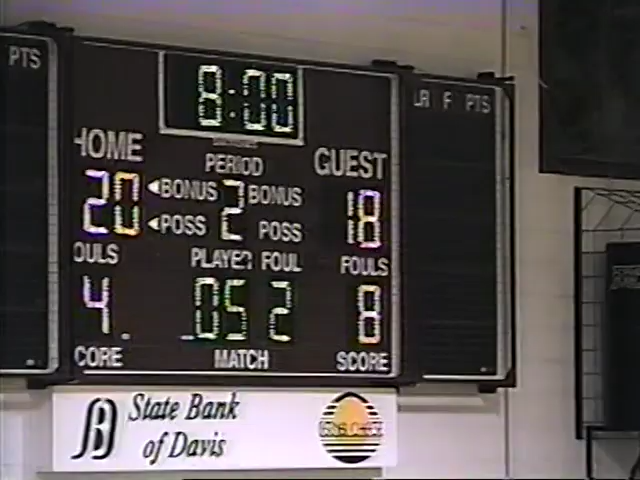 PTS
8:00
LR F PTS
HOME PERIOD GUEST
20 BONUS 2 BONUS 18
POSS POSS
OULS PLAYER FOUL FOULS
4 05 2 8
CORE MATCH SCORE
State Bank
of Davis